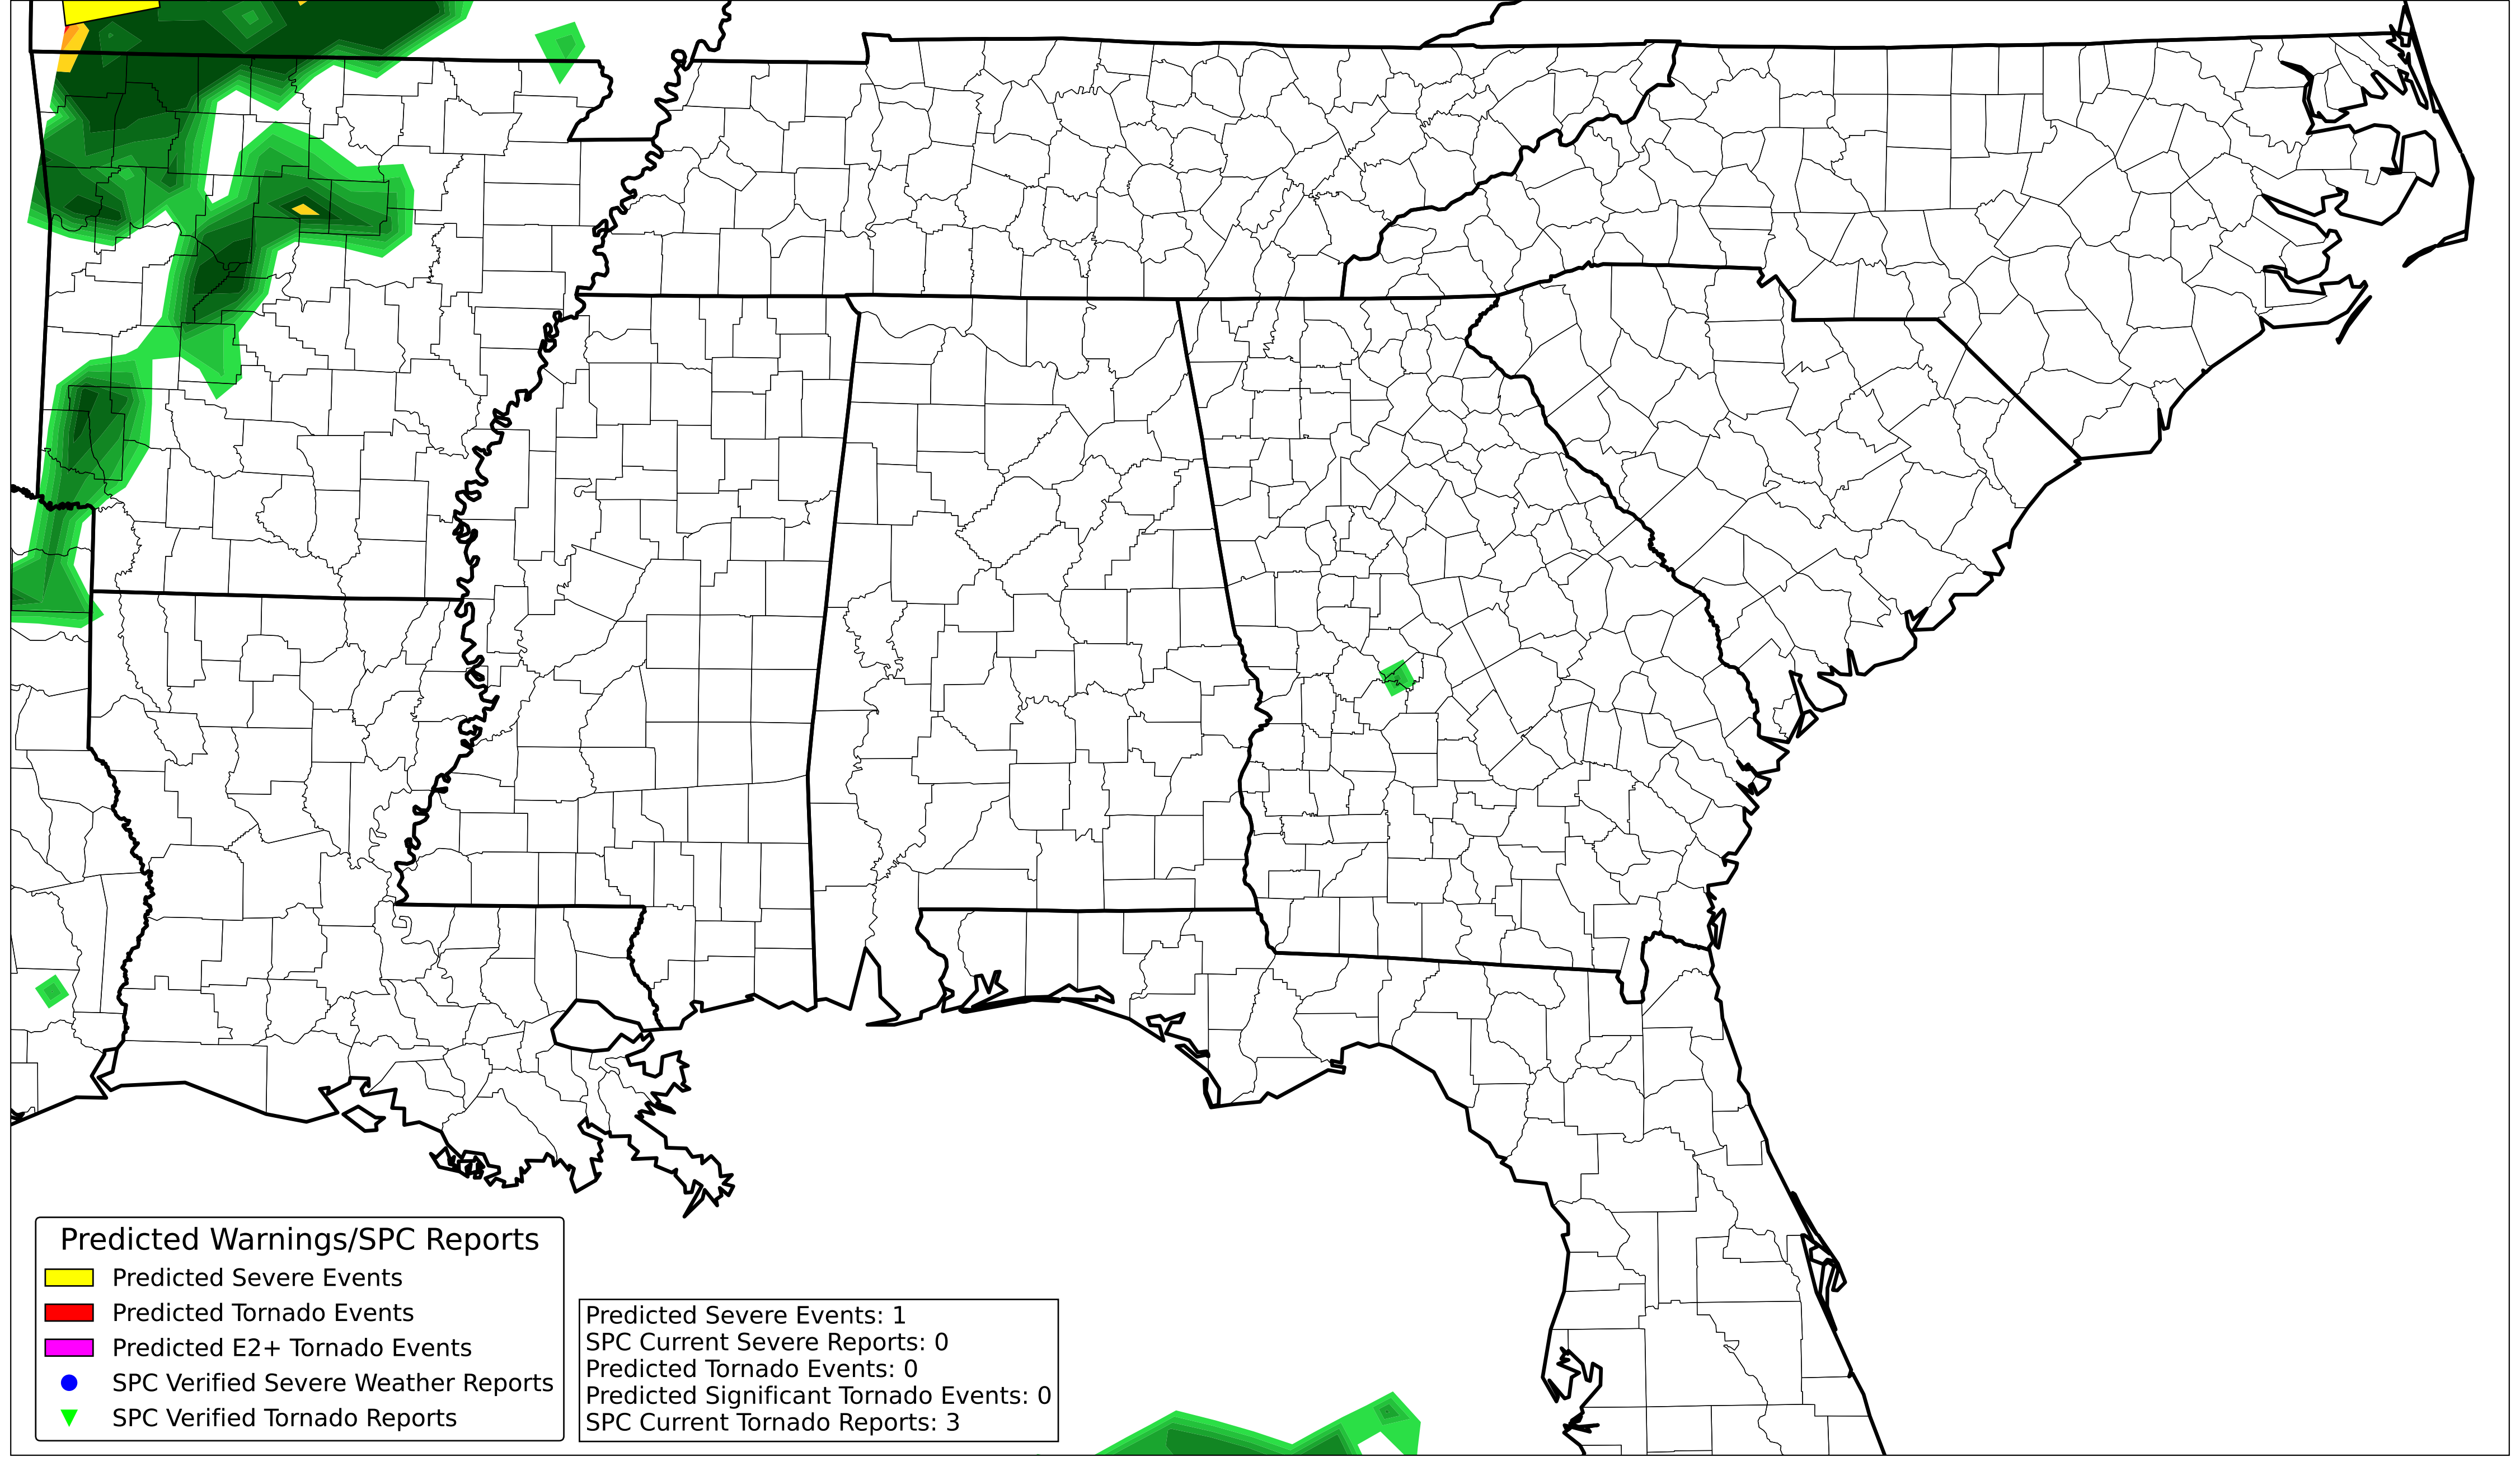 Predicted Warnings/SPC Reports
Predicted Severe Events
Predicted Tornado Events
Predicted E2+ Tornado Events
SPC Verified Severe Weather Reports
SPC Verified Tornado Reports
Predicted Severe Events: 1
SPC Current Severe Reports: 0
Predicted Tornado Events: 0
Predicted Significant Tornado Events: 0
SPC Current Tornado Reports: 3